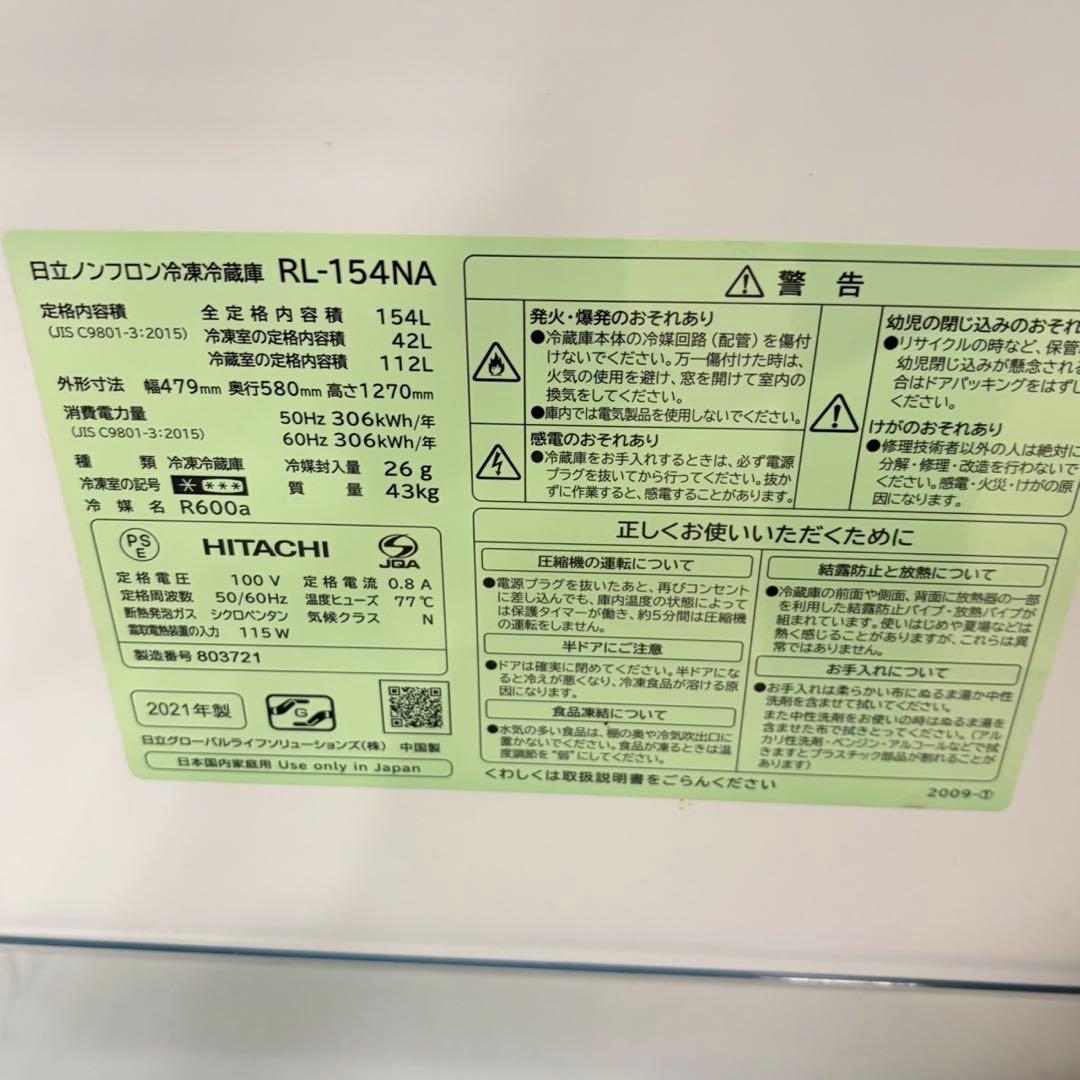 日立ノンフロン冷凍冷蔵庫 RL-154NA
定格内容積 全定格内容積 154L
(JIS C9801-3:2015) 冷凍室の定格内容積 42L
冷蔵室の定格内容積 112L
外形寸法 幅479mm 奥行580mm 高さ1270mm
消費電力量 50Hz 306kWh/年
(JIS C9801-3:2015) 60Hz 306kWh/年
種類 冷凍冷蔵庫 冷媒封入量 26g
冷凍室の記号 ＊*** 質量 43kg
冷媒名 R600a
PS
E
HITACHI
JQA
定格電圧 100V 定格電流 0.8A
定格周波数 50/60Hz 温度ヒューズ 77℃
断熱発泡ガス シクロペンタン 気候クラス N
霜取電熱装置の入力 115W
製造番号 803721
2021年製
G
日立グローバルライフソリューションズ(株) 中国製
日本国内家庭用 Use only in Japan
警告
発火・爆発のおそれあり
●冷蔵庫本体の冷媒回路(配管)を傷付
けないでください。万一傷付けた時は、
火気の使用を避け、窓を開けて室内の
換気をしてください。
●庫内では電気製品を使用しないでください。
感電のおそれあり
●冷蔵庫をお手入れするときは、必ず電源
プラグを抜いてから行ってください。抜か
ずに作業すると、感電することがあります。
幼児の閉じ込みのおそれ
●リサイクルの時など、保管
幼児閉じ込みが懸念され
合はドアパッキングをはずし
ください。
けがのおそれあり
●修理技術者以外の人は絶対に
分解・修理・改造を行わないで
ください。感電・火災・けがの原
因になります。
正しくお使いいただくために
圧縮機の運転について
●電源プラグを抜いたあと、再びコンセント
に差し込んでも、庫内温度の状態によって
は保護タイマーが働き、約5分間は圧縮機
の運転をしません。
半ドアにご注意
●ドアは確実に閉めてください。半ドアにな
ると冷えが悪くなり、冷凍食品が溶ける原
因になります。
食品凍結について
●水気の多い食品は、棚の奥や冷気吹出口に
置かないでください。食品が凍るときは温
度調節を"弱"にしてください。
結露防止と放熱について
●冷蔵庫の前面や側面、背面に放熱器の一部
を利用した結露防止パイプ・放熱パイプが
組まれています。使いはじめや夏場などは
熱く感じることがありますが、これらは異
常ではありません。
お手入れについて
●お手入れは柔らかい布にぬるま湯か中性
洗剤を含ませて拭いてください。
また中性洗剤をお使いの時はぬるま湯を
含ませた布で拭きとってください。(アル
カリ性洗剤・ベンジン・アルコールなどで拭
きますとプラスチック部品が割れることが
あります)
くわしくは取扱説明書をごらんください
2009-①